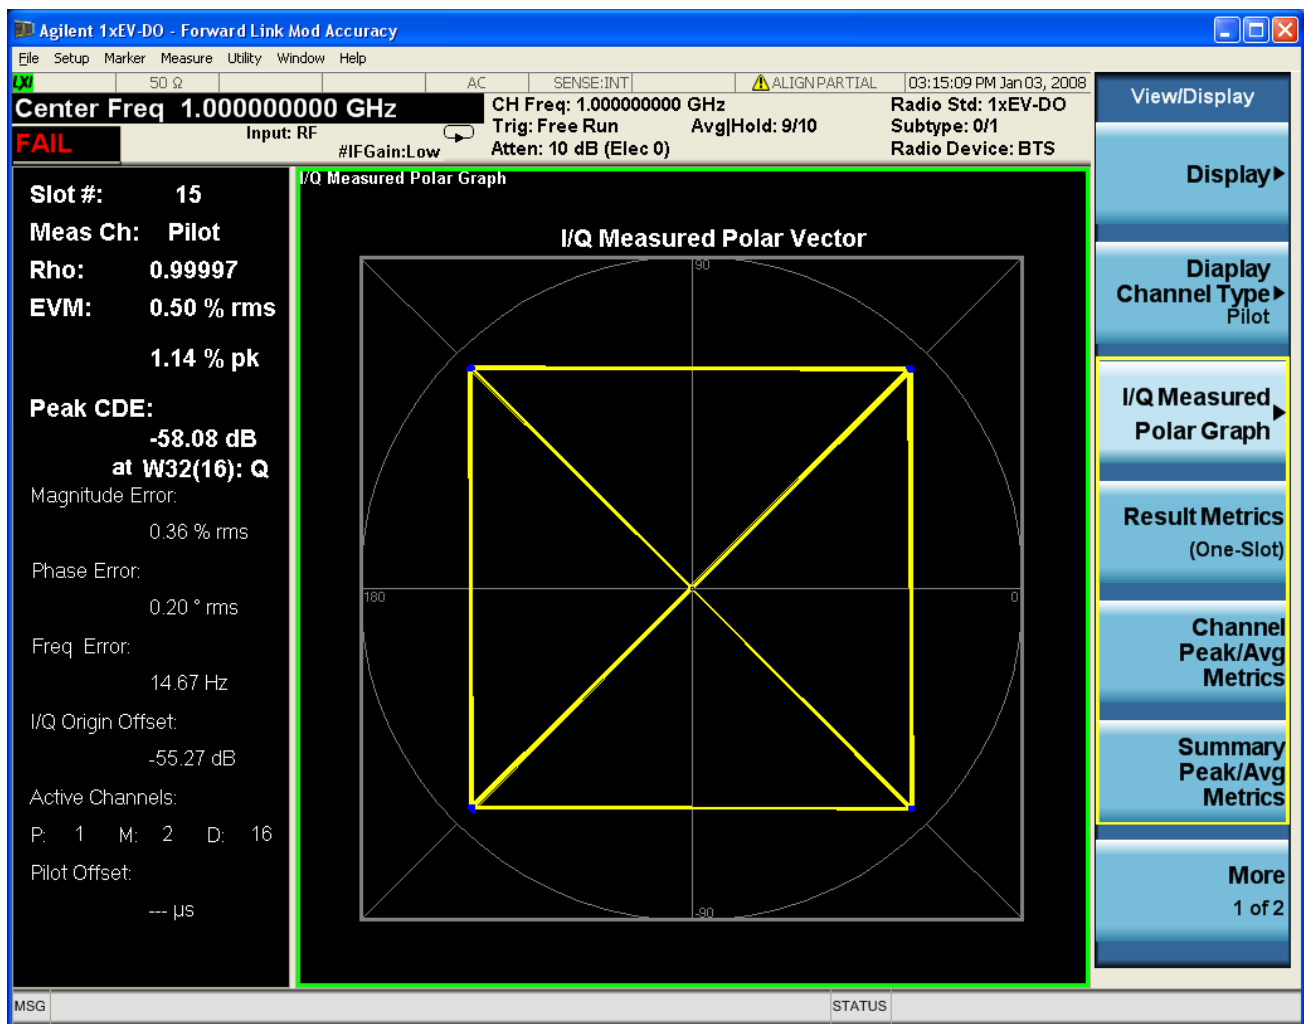 Agilent 1xEV-DO - Forward Link Mod Accuracy
File Setup Marker Measure Utility Window Help
LXI 50 Ω AC SENSE:INT ALIGN PARTIAL 03:15:09 PM Jan 03, 2008
Center Freq 1.000000000 GHz
CH Freq: 1.000000000 GHz Radio Std: 1xEV-DO
Input: RF Trig: Free Run Avg|Hold: 9/10 Subtype: 0/1
FAIL #IFGain:Low Atten: 10 dB (Elec 0) Radio Device: BTS
Slot #: 15
Meas Ch: Pilot
Rho: 0.99997
EVM: 0.50 % rms
1.14 % pk
Peak CDE:
-58.08 dB
at W32(16): Q
Magnitude Error:
0.36 % rms
Phase Error:
0.20 ° rms
Freq Error:
14.67 Hz
I/Q Origin Offset:
-55.27 dB
Active Channels:
P: 1 M: 2 D: 16
Pilot Offset:
--- µs
I/Q Measured Polar Graph
I/Q Measured Polar Vector
90
180
0
-90
View/Display
Display
Diaplay
Channel Type
Pilot
I/Q Measured
Polar Graph
Result Metrics
(One-Slot)
Channel
Peak/Avg
Metrics
Summary
Peak/Avg
Metrics
More
1 of 2
MSG STATUS